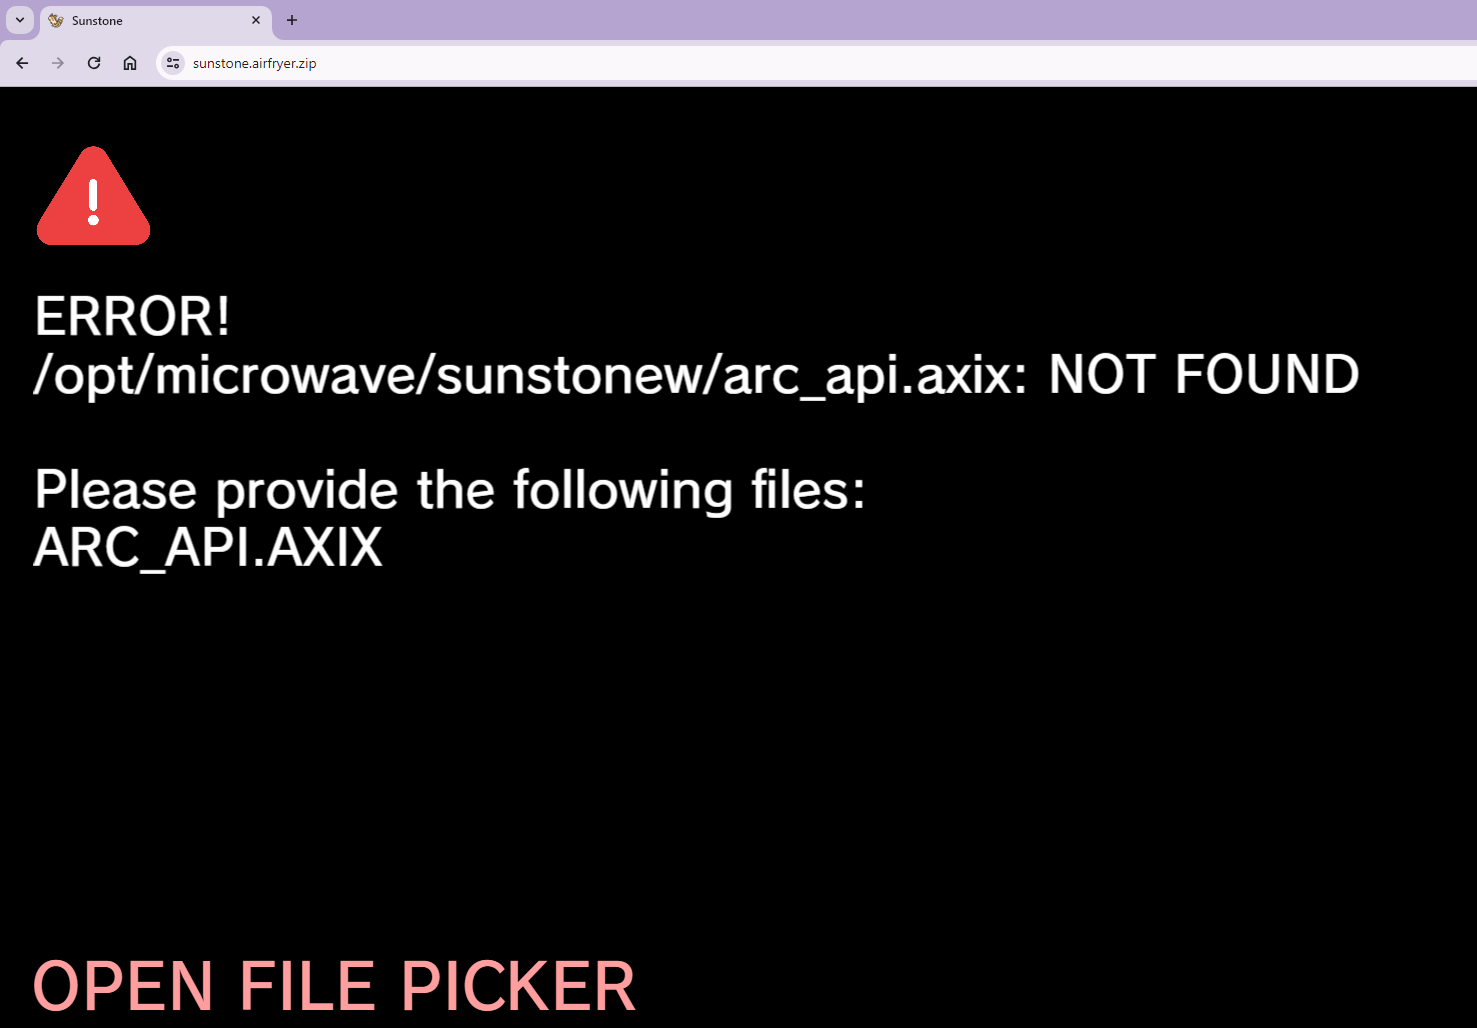 Sunstone
sunstone.airfryer.zip
ERROR!
/opt/microwave/sunstonew/arc_api.axix: NOT FOUND
Please provide the following files:
ARC_API.AXIX
OPEN FILE PICKER